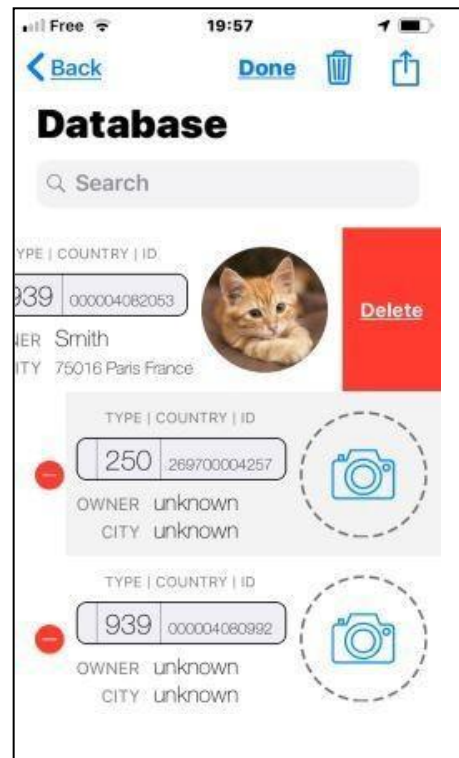 Free 19:57
Back Done
Database
Search
YPE | COUNTRY | ID
939 000004082053
Delete
NER Smith
ITY 75016 Paris France
TYPE | COUNTRY | ID
250 269700004257
OWNER unknown
CITY unknown
TYPE | COUNTRY | ID
939 000004080992
OWNER unknown
CITY unknown